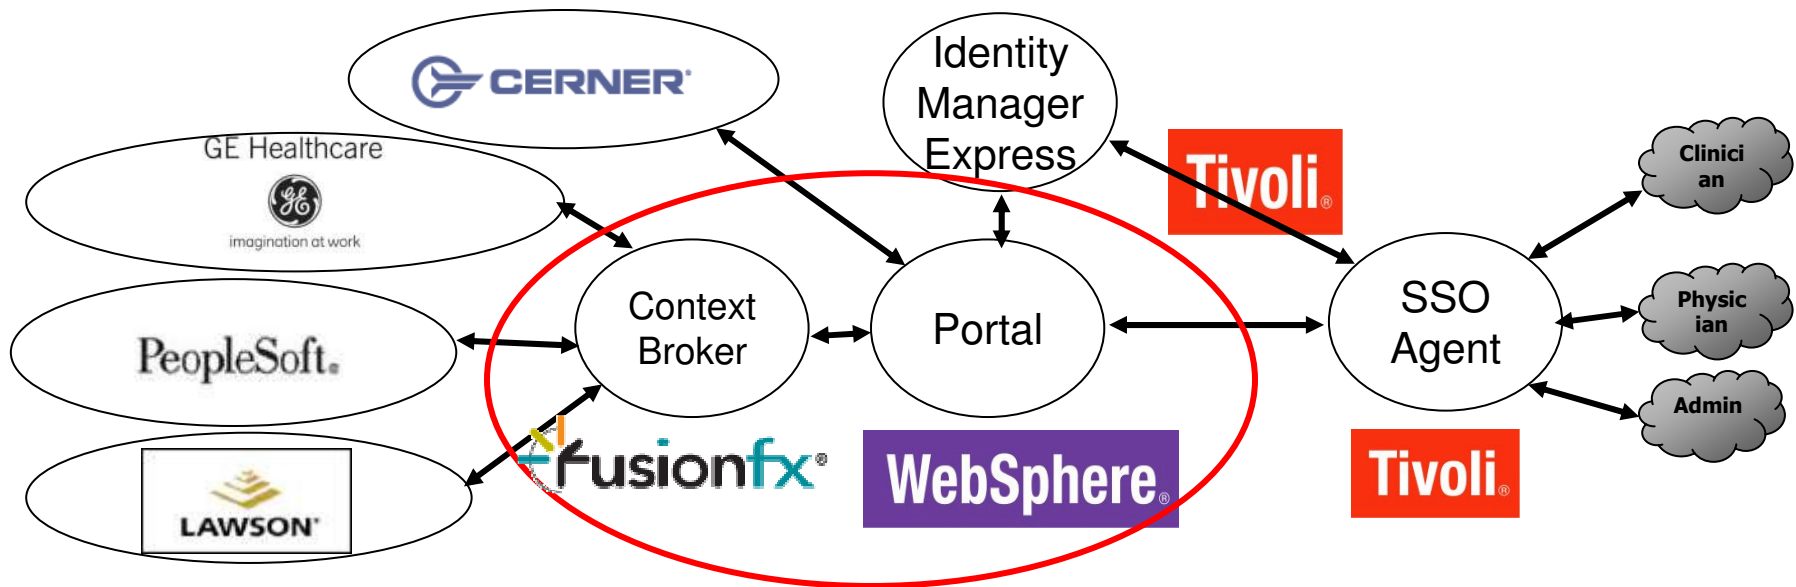 CERNER®
Identity
Manager
Express
GE Healthcare
GE
imagination at work
Tivoli®
Clinici
an
Context
Broker
Portal
SSO
Agent
Physic
ian
PeopleSoft®
Admin
fusionfx®
WebSphere®
Tivoli®
LAWSON®